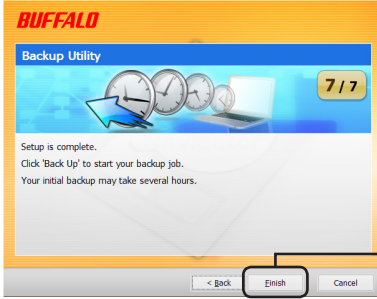 BUFFALO
Backup Utility
7/7
Setup is complete.
Click 'Back Up' to start your backup job.
Your initial backup may take several hours.
< Back
Finish
Cancel